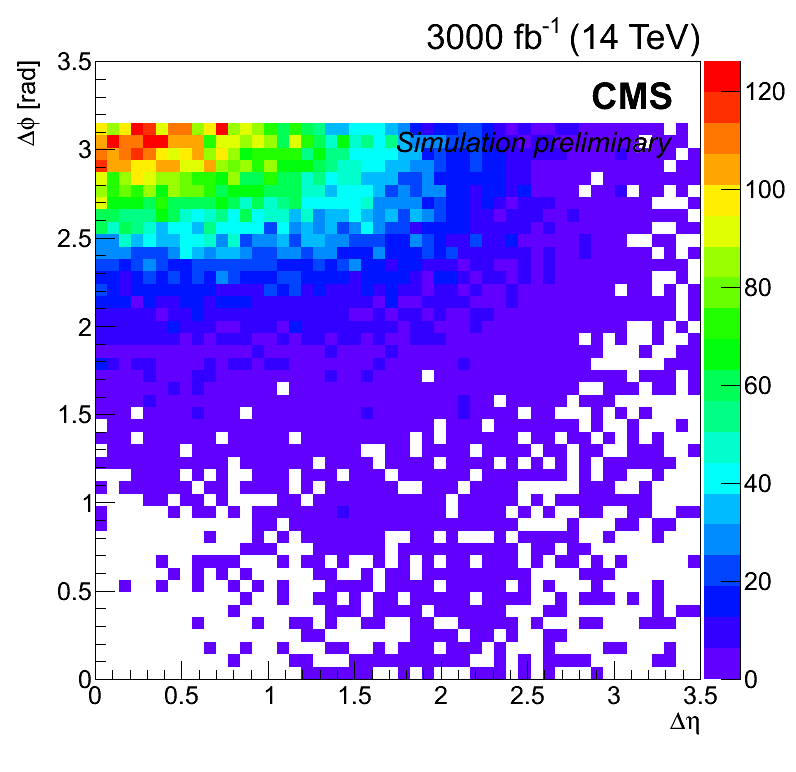 3000 fb-1 (14 TeV)
CMS
Simulation preliminary
Δϕ [rad]
3.5
3
2.5
2
1.5
1
0.5
0
0 0.5 1 1.5 2 2.5 3 3.5
Δη
120
100
80
60
40
20
0